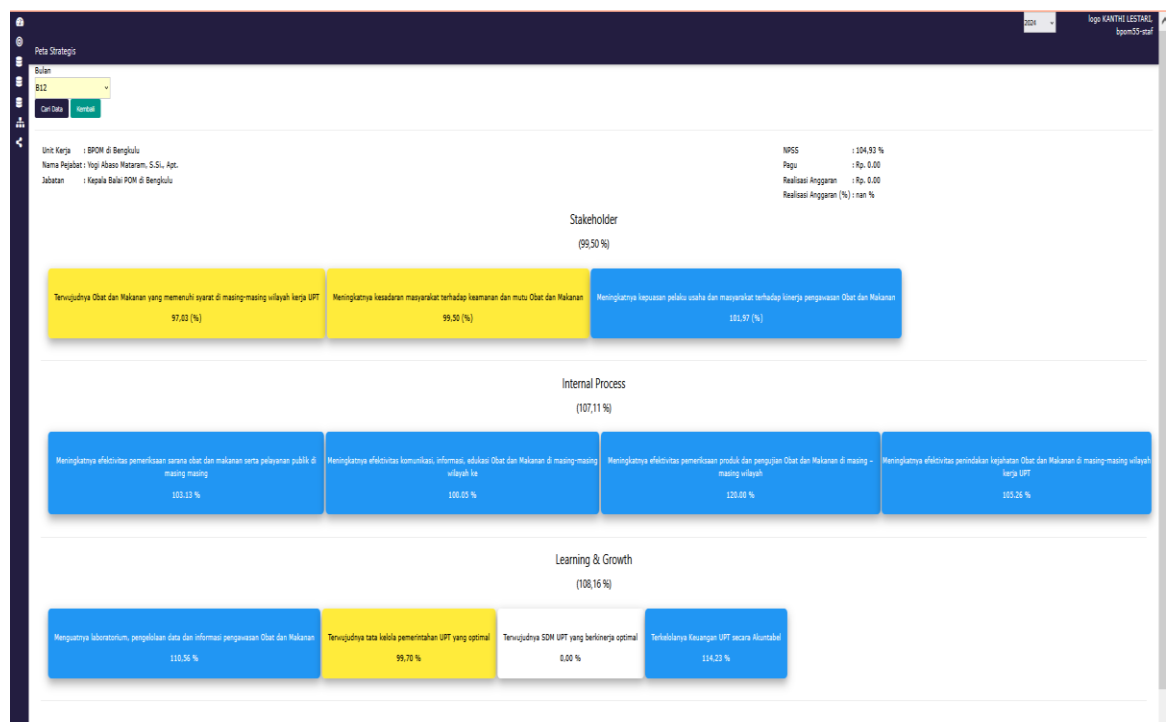 2024
logo KANTHI LESTARI,
bpom55-staf
Peta Strategis
Bulan
B12
Cari Data Kembali
Unit Kerja : BPOM di Bengkulu
Nama Pejabat : Yogi Abaso Mataram, S.Si., Apt.
Jabatan : Kepala Balai POM di Bengkulu
NPSS : 104,93 %
Pagu : Rp. 0.00
Realisasi Anggaran : Rp. 0.00
Realisasi Anggaran (%) : nan %
Stakeholder
(99,50 %)
Terwujudnya Obat dan Makanan yang memenuhi syarat di masing-masing wilayah kerja UPT
97,03 (%)
Meningkatnya kesadaran masyarakat terhadap keamanan dan mutu Obat dan Makanan
99,50 (%)
Meningkatnya kepuasan pelaku usaha dan masyarakat terhadap kinerja pengawasan Obat dan Makanan
101,97 (%)
Internal Process
(107,11 %)
Meningkatnya efektivitas pemeriksaan sarana obat dan makanan serta pelayanan publik di
masing masing
103.13 %
Meningkatnya efektivitas komunikasi, informasi, edukasi Obat dan Makanan di masing-masing
wilayah ke
100.05 %
Meningkatnya efektivitas pemeriksaan produk dan pengujian Obat dan Makanan di masing –
masing wilayah
120.00 %
Meningkatnya efektivitas penindakan kejahatan Obat dan Makanan di masing-masing wilayah
kerja UPT
105.26 %
Learning & Growth
(108,16 %)
Menguatnya laboratorium, pengelolaan data dan informasi pengawasan Obat dan Makanan
110,56 %
Terwujudnya tata kelola pemerintahan UPT yang optimal
99,70 %
Terwujudnya SDM UPT yang berkinerja optimal
0,00 %
Terkelolanya Keuangan UPT secara Akuntabel
114,23 %